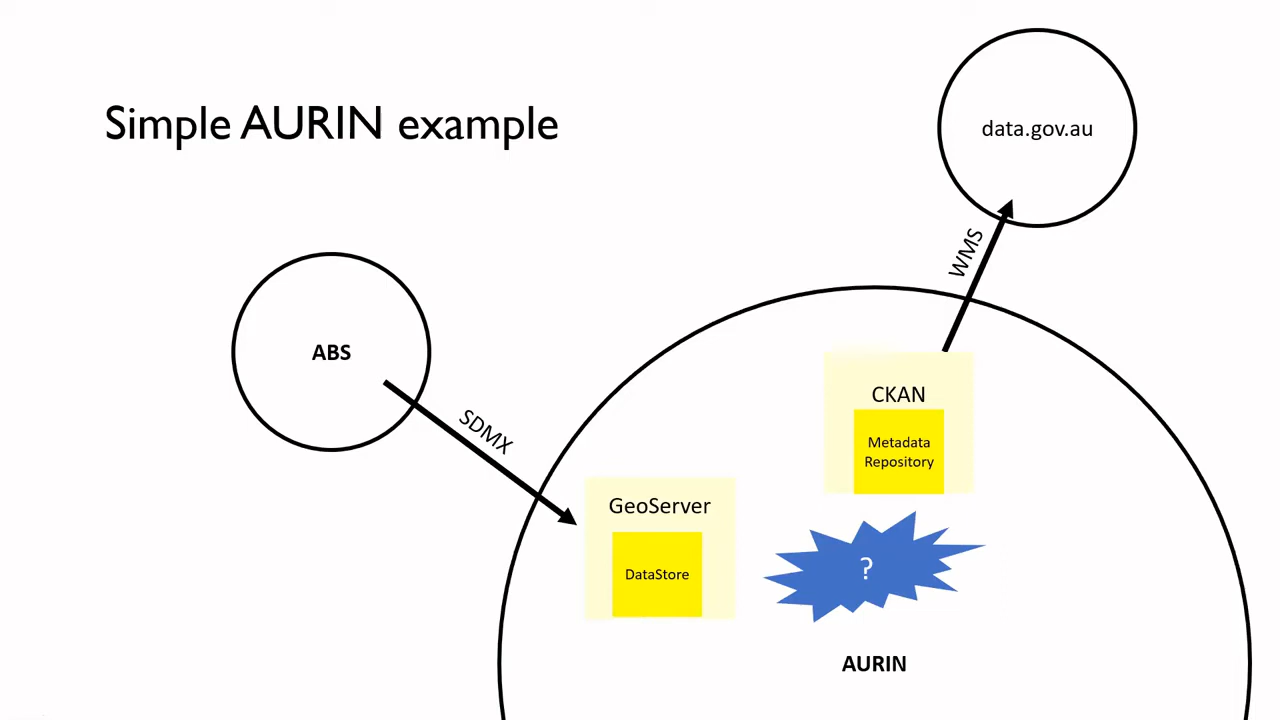 Simple AURIN example
data.gov.au
WMS
ABS
SDMX
CKAN
Metadata
Repository
GeoServer
DataStore
?
AURIN